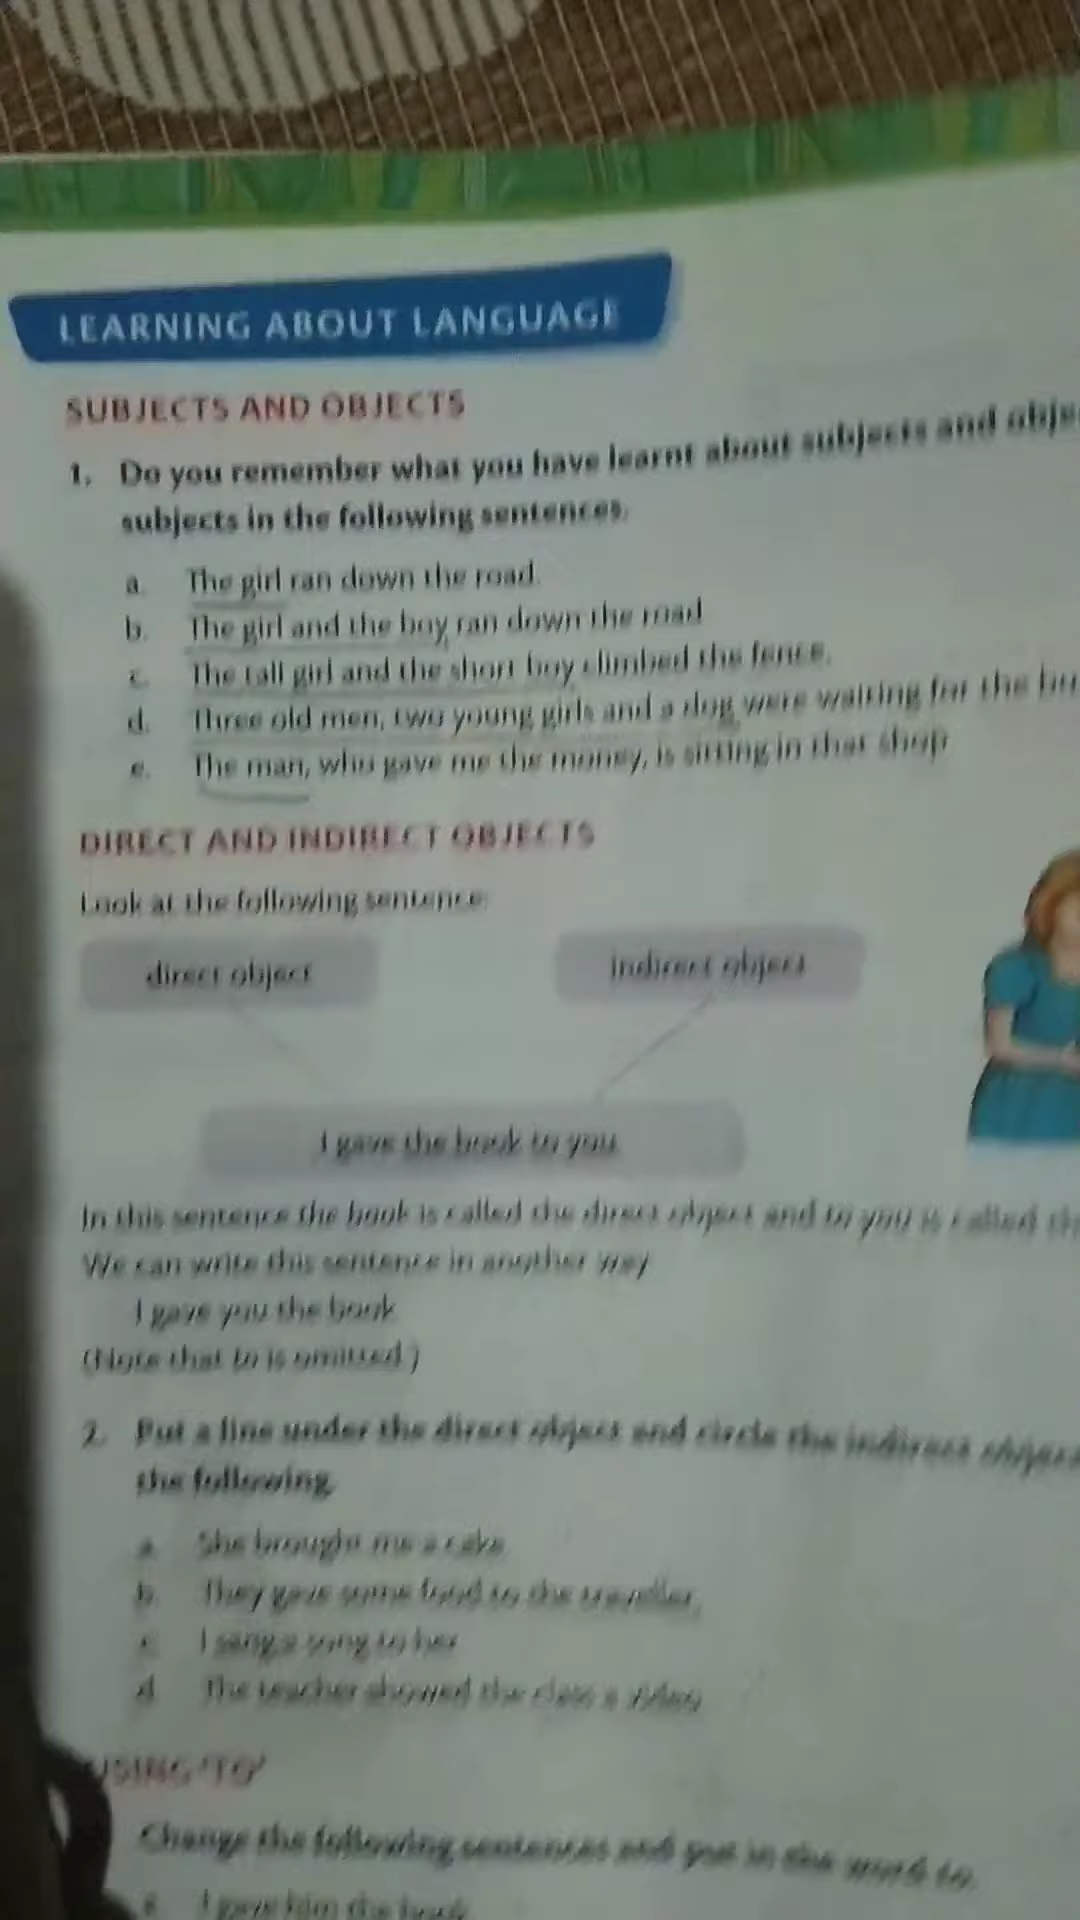 LEARNING ABOUT LANGUAGE
SUBJECTS AND OBJECTS
1. Do you remember what you have learnt about subjects and obje
subjects in the following sentences.
a. The girl ran down the road.
b. The girl and the boy ran down the road
c. The tall girl and the short boy climbed the fence.
d. Three old men, two young girls and a dog were waiting for the bu
e. The man, who gave me the money, is sitting in that shop
DIRECT AND INDIRECT OBJECTS
Look at the following sentence.
direct object
indirect object
I gave the book to you
In this sentence the book is called the direct object and to you is called th
We can write this sentence in another way
I gave you the book
(Note that to is omitted.)
2. Put a line under the direct object and circle the indirect object
the following.
a. She brought me a cake
b. They gave some food to the traveller.
c. I sang a song to her
d. The teacher showed the class a video
USING 'TO'
Change the following sentences and put in the word to.
I gave him the book